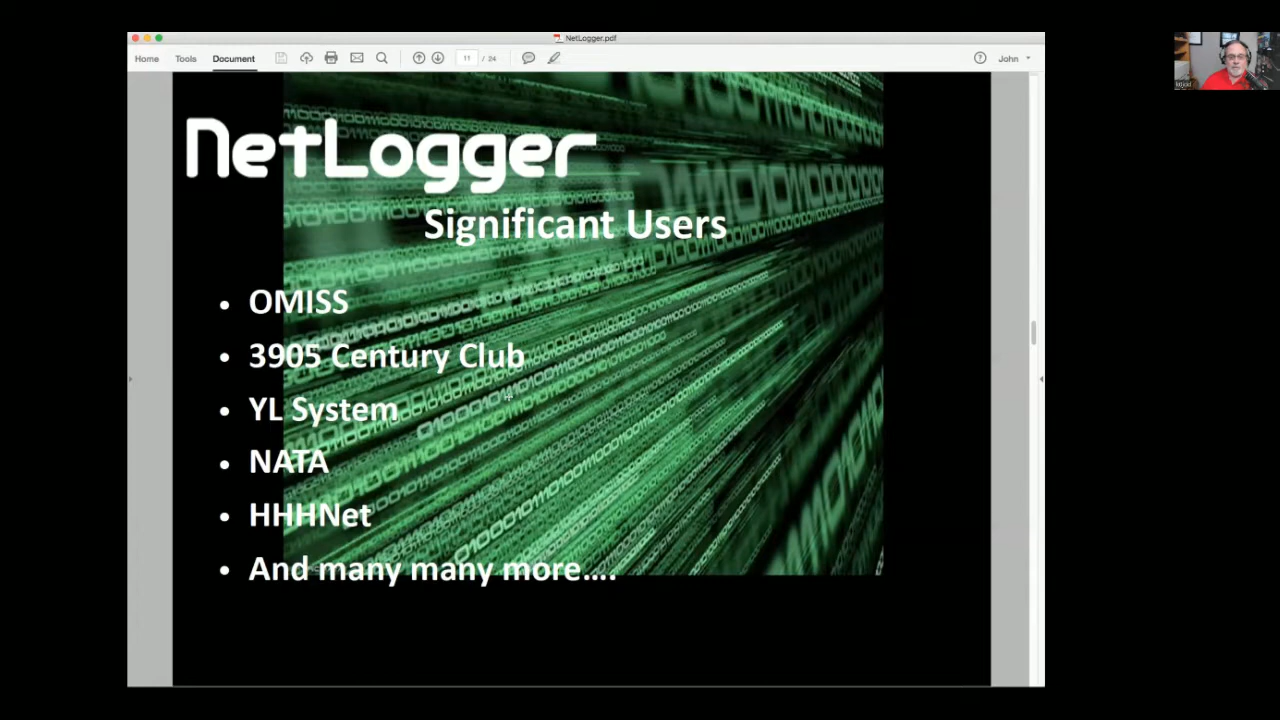 NetLogger.pdf
Home Tools Document 11 / 24 John
NetLogger
Significant Users
• OMISS
• 3905 Century Club
• YL System
• NATA
• HHHNet
• And many many more....